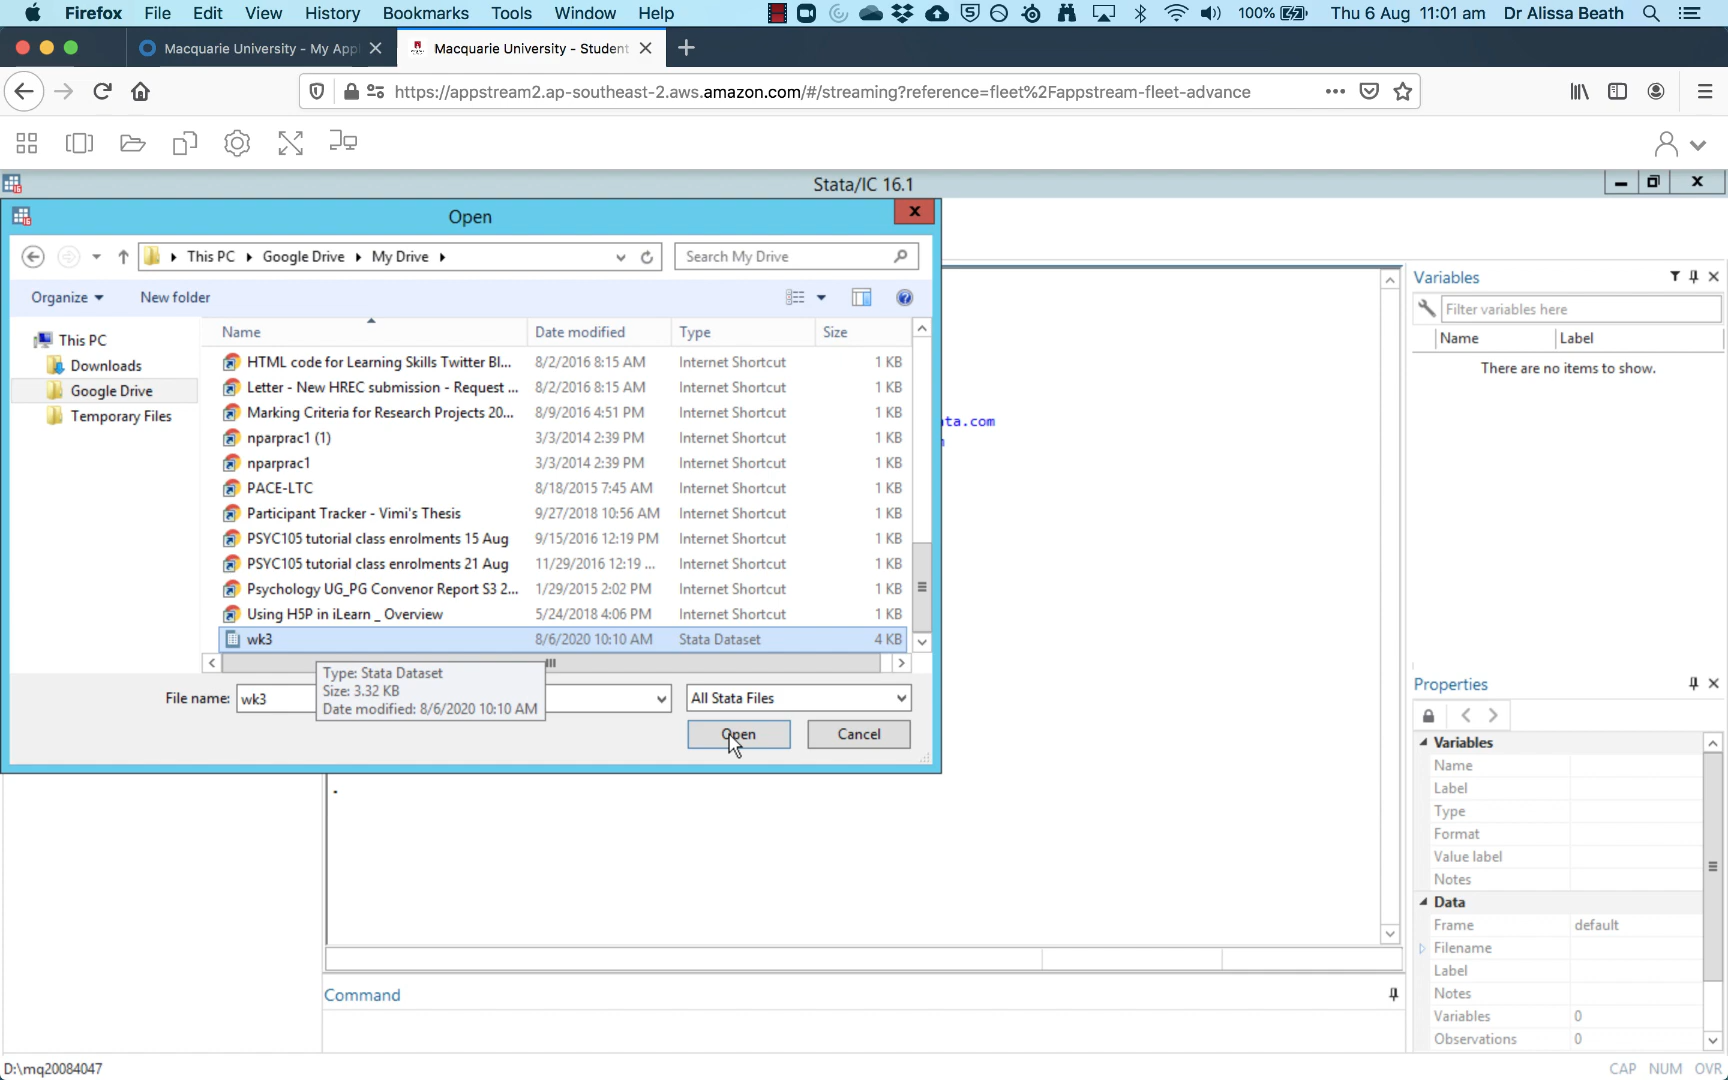 Firefox File Edit View History Bookmarks Tools Window Help 100% Thu 6 Aug 11:01 am Dr Alissa Beath
Macquarie University - My Appl Macquarie University - Student
https://appstream2.ap-southeast-2.aws.amazon.com/#/streaming?reference=fleet%2Fappstream-fleet-advance
Stata/IC 16.1
Open
This PC Google Drive My Drive Search My Drive
Organize New folder
Name Date modified Type Size
This PC
Downloads
Google Drive
Temporary Files
HTML code for Learning Skills Twitter Bl... 8/2/2016 8:15 AM Internet Shortcut 1 KB
Letter - New HREC submission - Request ... 8/2/2016 8:15 AM Internet Shortcut 1 KB
Marking Criteria for Research Projects 20... 8/9/2016 4:51 PM Internet Shortcut 1 KB
nparprac1 (1) 3/3/2014 2:39 PM Internet Shortcut 1 KB
nparprac1 3/3/2014 2:39 PM Internet Shortcut 1 KB
PACE-LTC 8/18/2015 7:45 AM Internet Shortcut 1 KB
Participant Tracker - Vimi's Thesis 9/27/2018 10:56 AM Internet Shortcut 1 KB
PSYC105 tutorial class enrolments 15 Aug 9/15/2016 12:19 PM Internet Shortcut 1 KB
PSYC105 tutorial class enrolments 21 Aug 11/29/2016 12:19 ... Internet Shortcut 1 KB
Psychology UG_PG Convenor Report S3 2... 1/29/2015 2:02 PM Internet Shortcut 1 KB
Using H5P in iLearn _ Overview 5/24/2018 4:06 PM Internet Shortcut 1 KB
wk3 8/6/2020 10:10 AM Stata Dataset 4 KB
Type: Stata Dataset
Size: 3.32 KB
Date modified: 8/6/2020 10:10 AM
File name: wk3 All Stata Files
Open Cancel
ta.com
.
Command
Variables
Filter variables here
Name Label
There are no items to show.
Properties
Variables
Name
Label
Type
Format
Value label
Notes
Data
Frame default
Filename
Label
Notes
Variables 0
Observations 0
D:\mq20084047 CAP NUM OVR